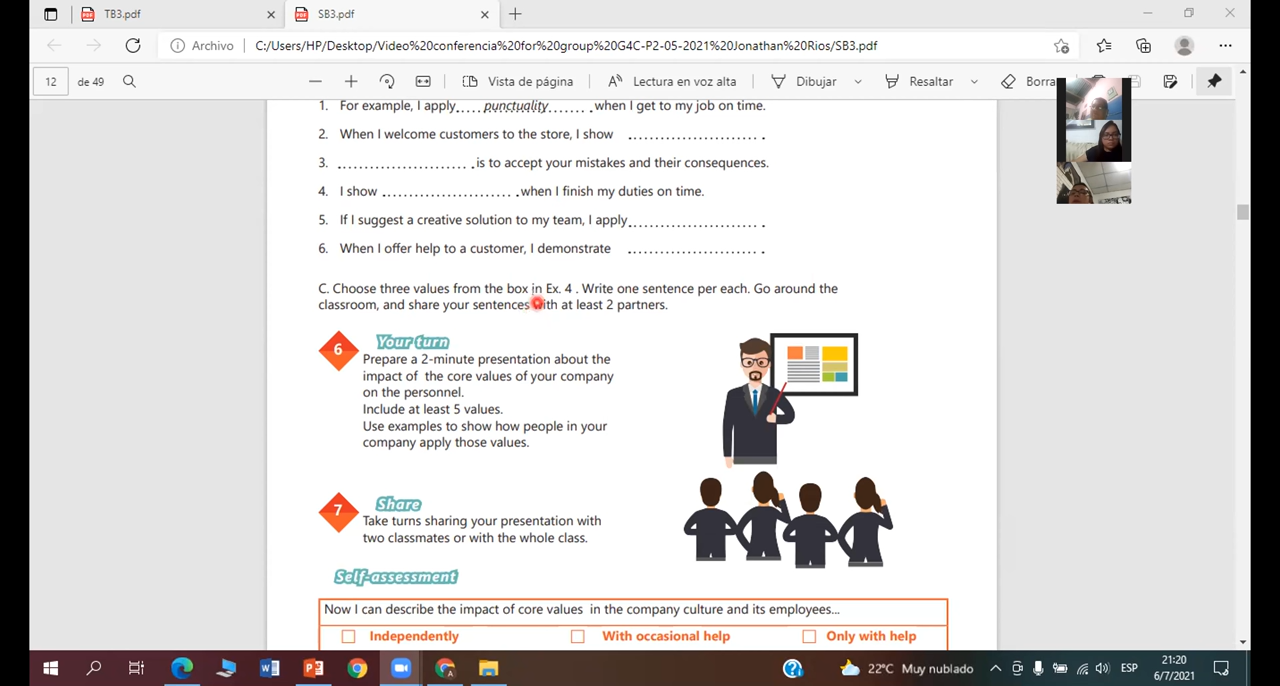 TB3.pdf
SB3.pdf
Archivo
C:/Users/HP/Desktop/Video%20conferencia%20for%20group%20G4C-P2-05-2021%20Jonathan%20Rios/SB3.pdf
12 de 49
Vista de página
Lectura en voz alta
Dibujar
Resaltar
Borra
1. For example, I apply.....punctuality........when I get to my job on time.
2. When I welcome customers to the store, I show ........................ .
3. ........................ .is to accept your mistakes and their consequences.
4. I show ........................ .when I finish my duties on time.
5. If I suggest a creative solution to my team, I apply........................ .
6. When I offer help to a customer, I demonstrate ........................ .
C. Choose three values from the box in Ex. 4 . Write one sentence per each. Go around the
classroom, and share your sentences with at least 2 partners.
6 Your turn
Prepare a 2-minute presentation about the
impact of the core values of your company
on the personnel.
Include at least 5 values.
Use examples to show how people in your
company apply those values.
7 Share
Take turns sharing your presentation with
two classmates or with the whole class.
Self-assessment
Now I can describe the impact of core values in the company culture and its employees...
Independently
With occasional help
Only with help
22°C Muy nublado
ESP
21:20
6/7/2021